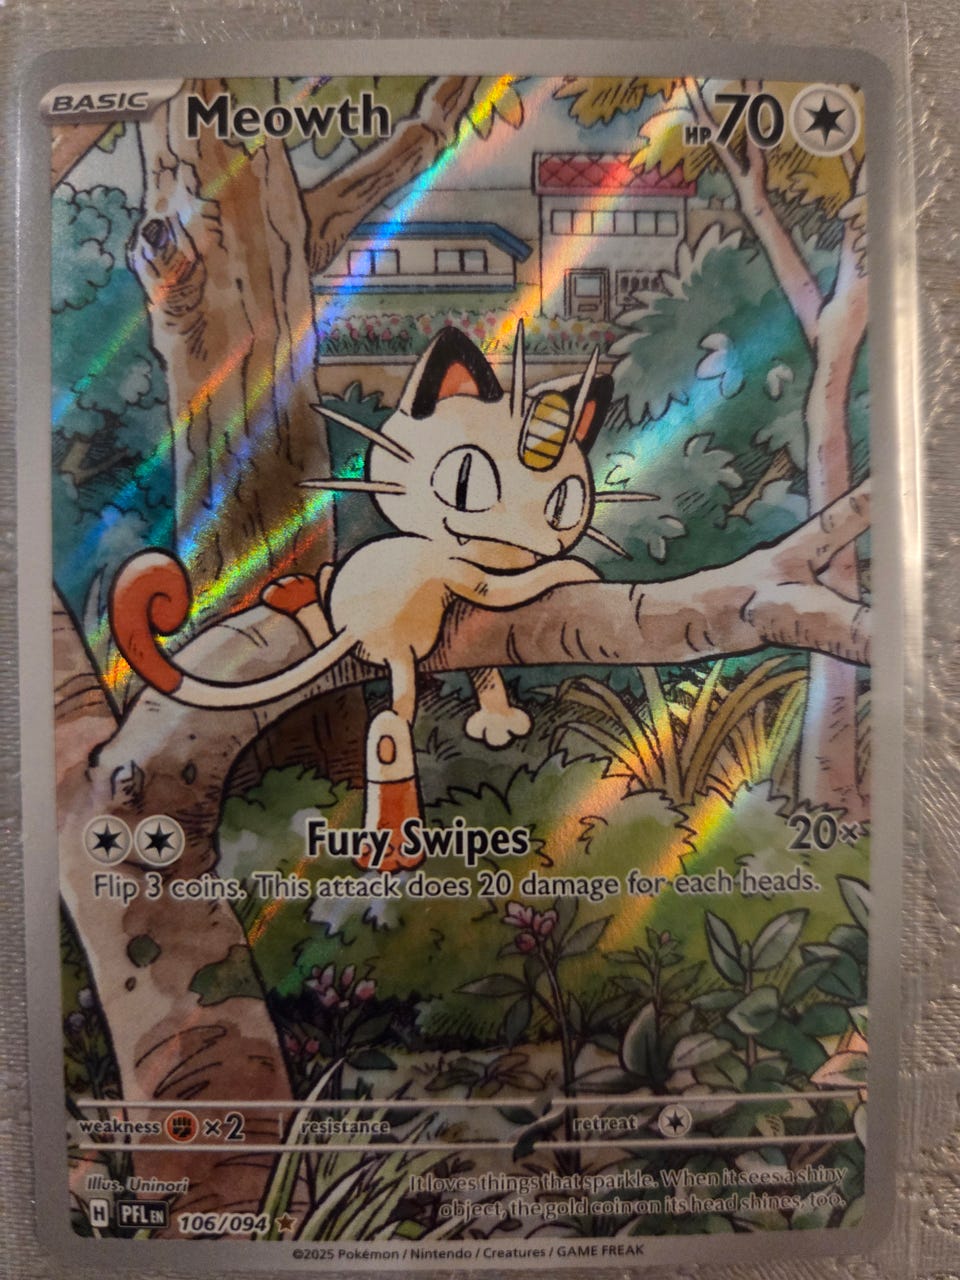 BASIC Meowth HP 70
Fury Swipes 20×
Flip 3 coins. This attack does 20 damage for each heads.
weakness ×2 resistance retreat
Illus. Uninori
It loves things that sparkle. When it sees a shiny
object, the gold coin on its head shines, too.
H PFL EN 106/094
©2025 Pokémon / Nintendo / Creatures / GAME FREAK